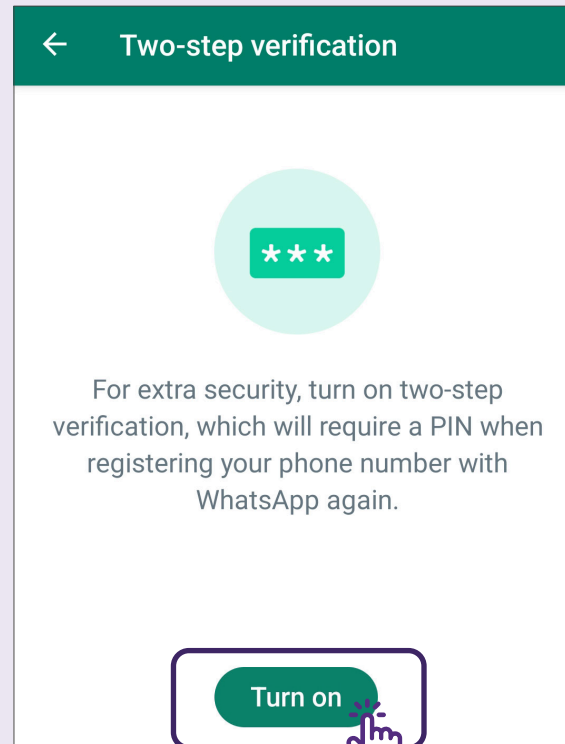 Two-step verification
***
For extra security, turn on two-step
verification, which will require a PIN when
registering your phone number with
WhatsApp again.
Turn on